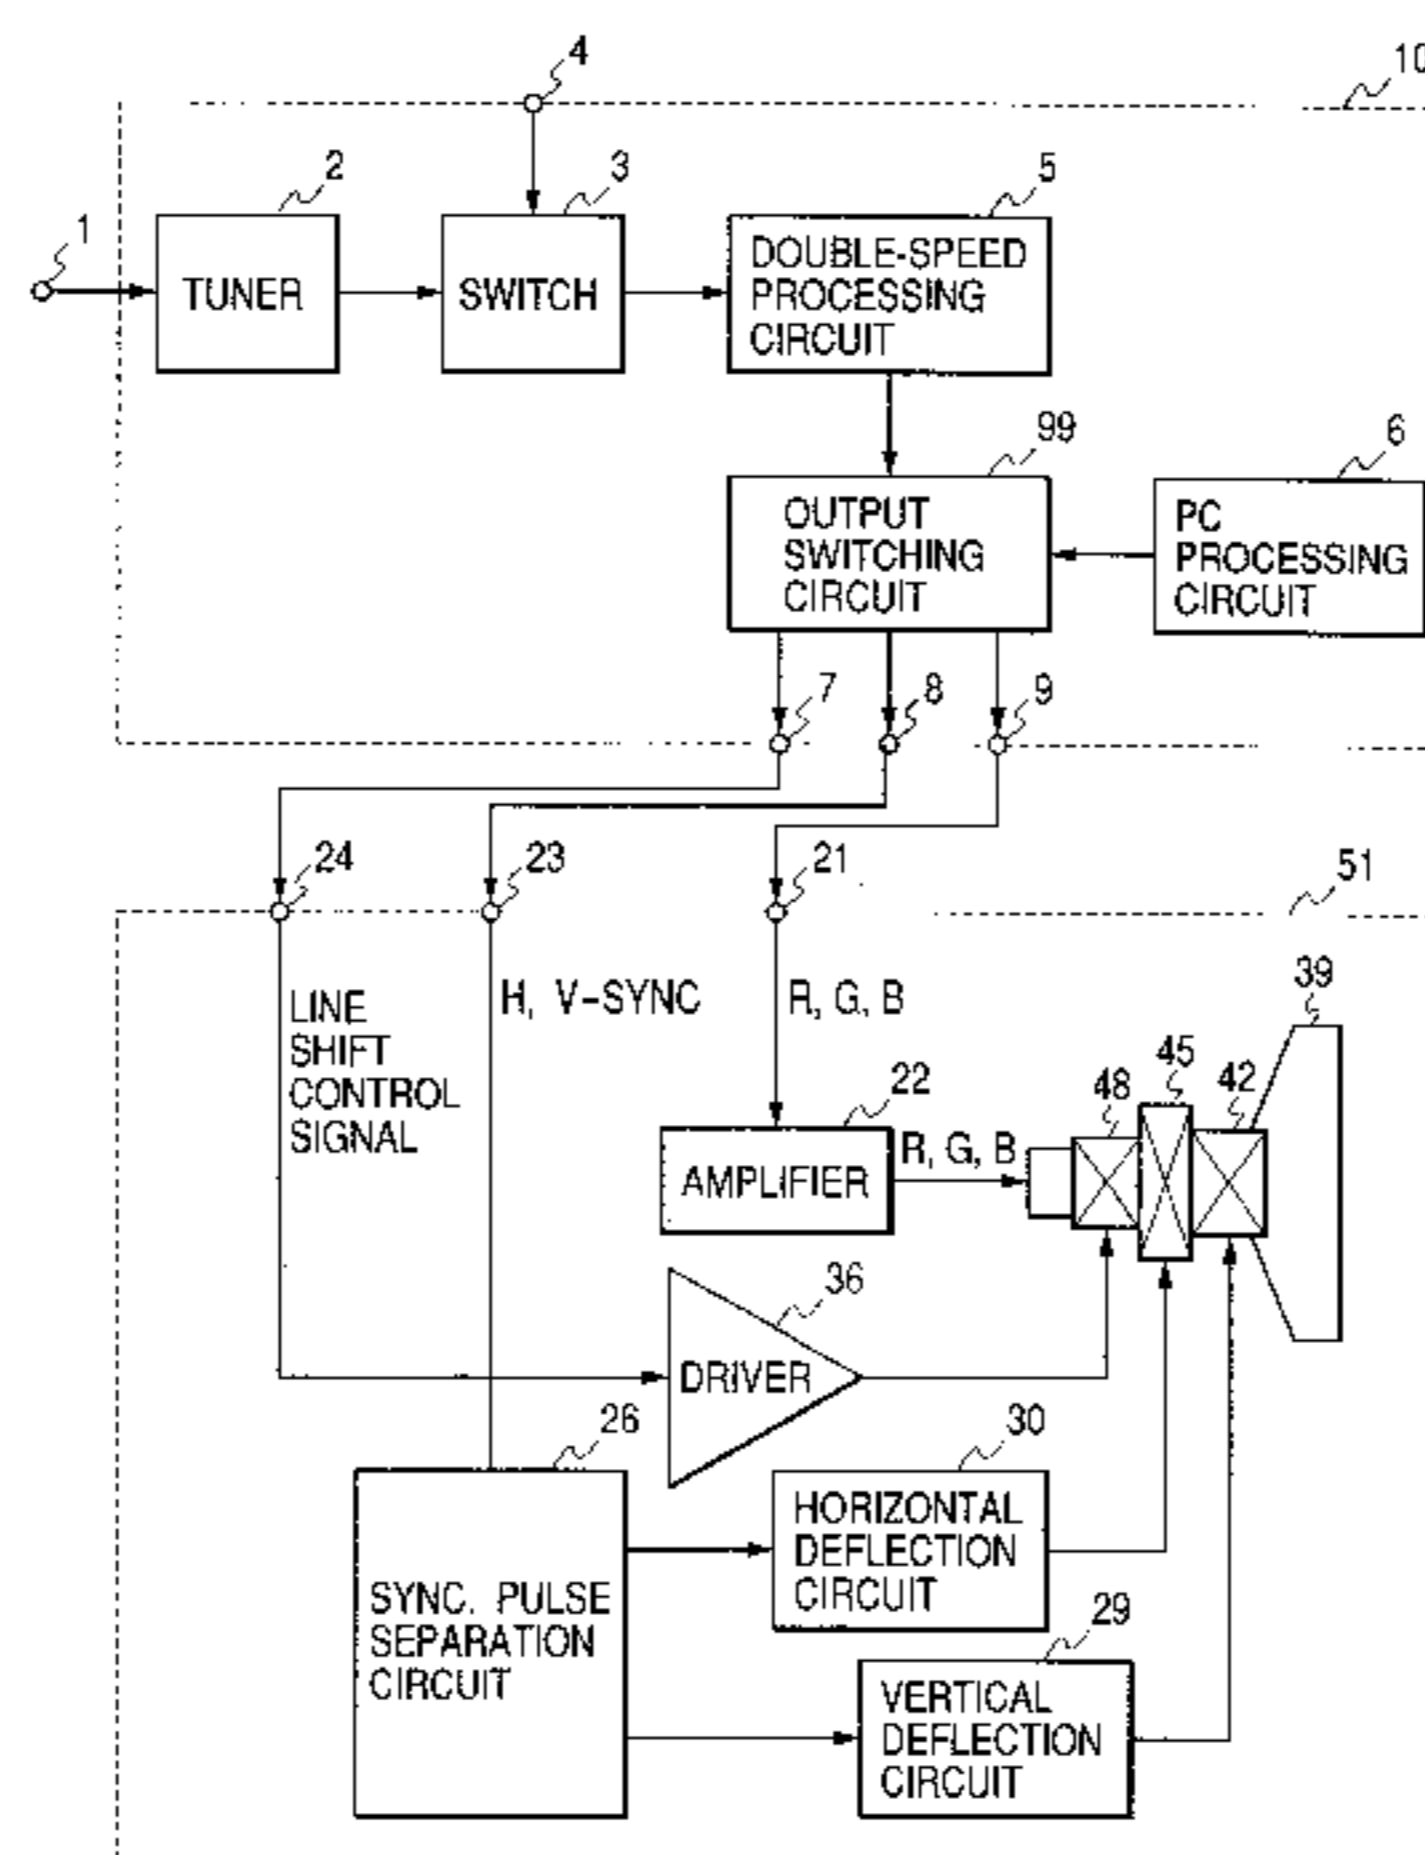 4
10
2
3
5
1
TUNER
SWITCH
DOUBLE-SPEED
PROCESSING
CIRCUIT
99
6
OUTPUT
SWITCHING
CIRCUIT
PC
PROCESSING
CIRCUIT
7
8
9
24
23
21
51
LINE
SHIFT
CONTROL
SIGNAL
H, V-SYNC
R, G, B
39
45
48
42
22
AMPLIFIER
R, G, B
36
DRIVER
26
30
SYNC. PULSE
SEPARATION
CIRCUIT
HORIZONTAL
DEFLECTION
CIRCUIT
29
VERTICAL
DEFLECTION
CIRCUIT